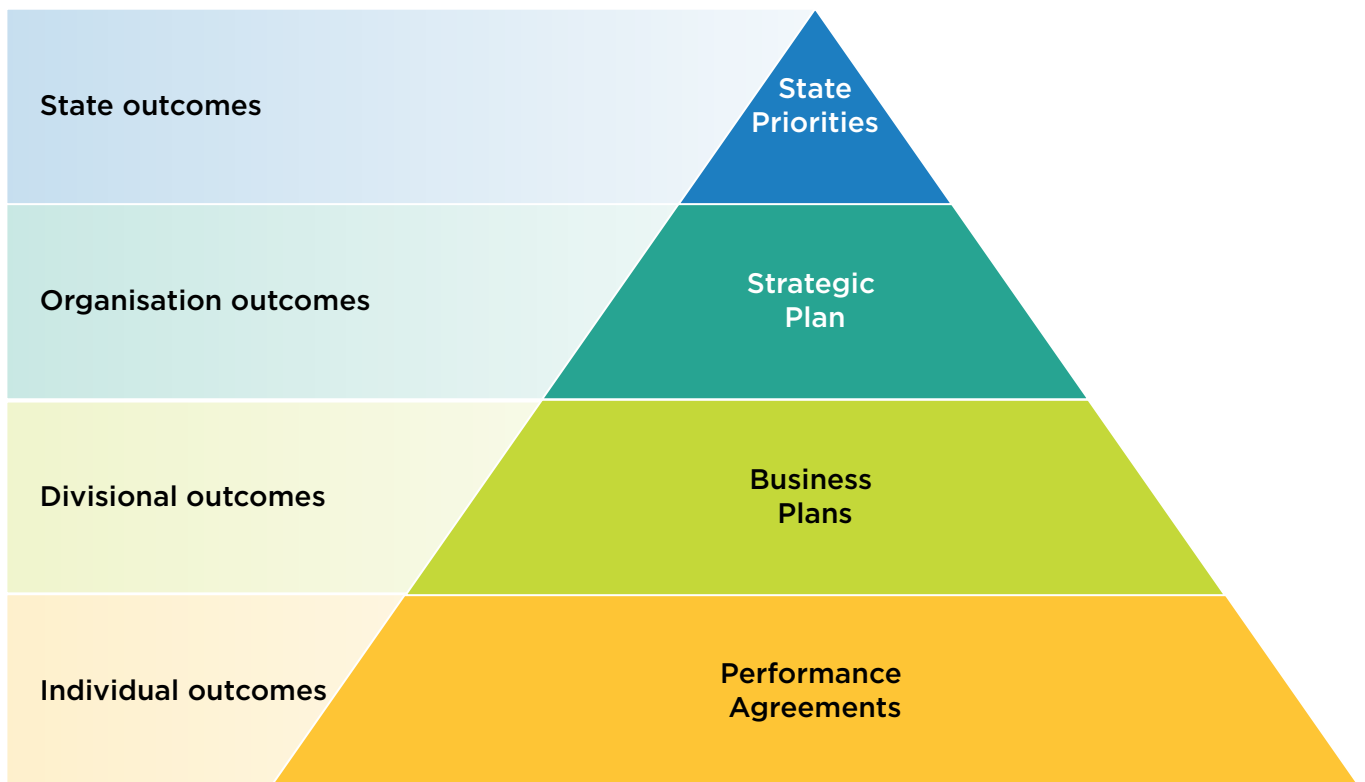 State outcomes
State
Priorities
Organisation outcomes
Strategic
Plan
Divisional outcomes
Business
Plans
Individual outcomes
Performance
Agreements